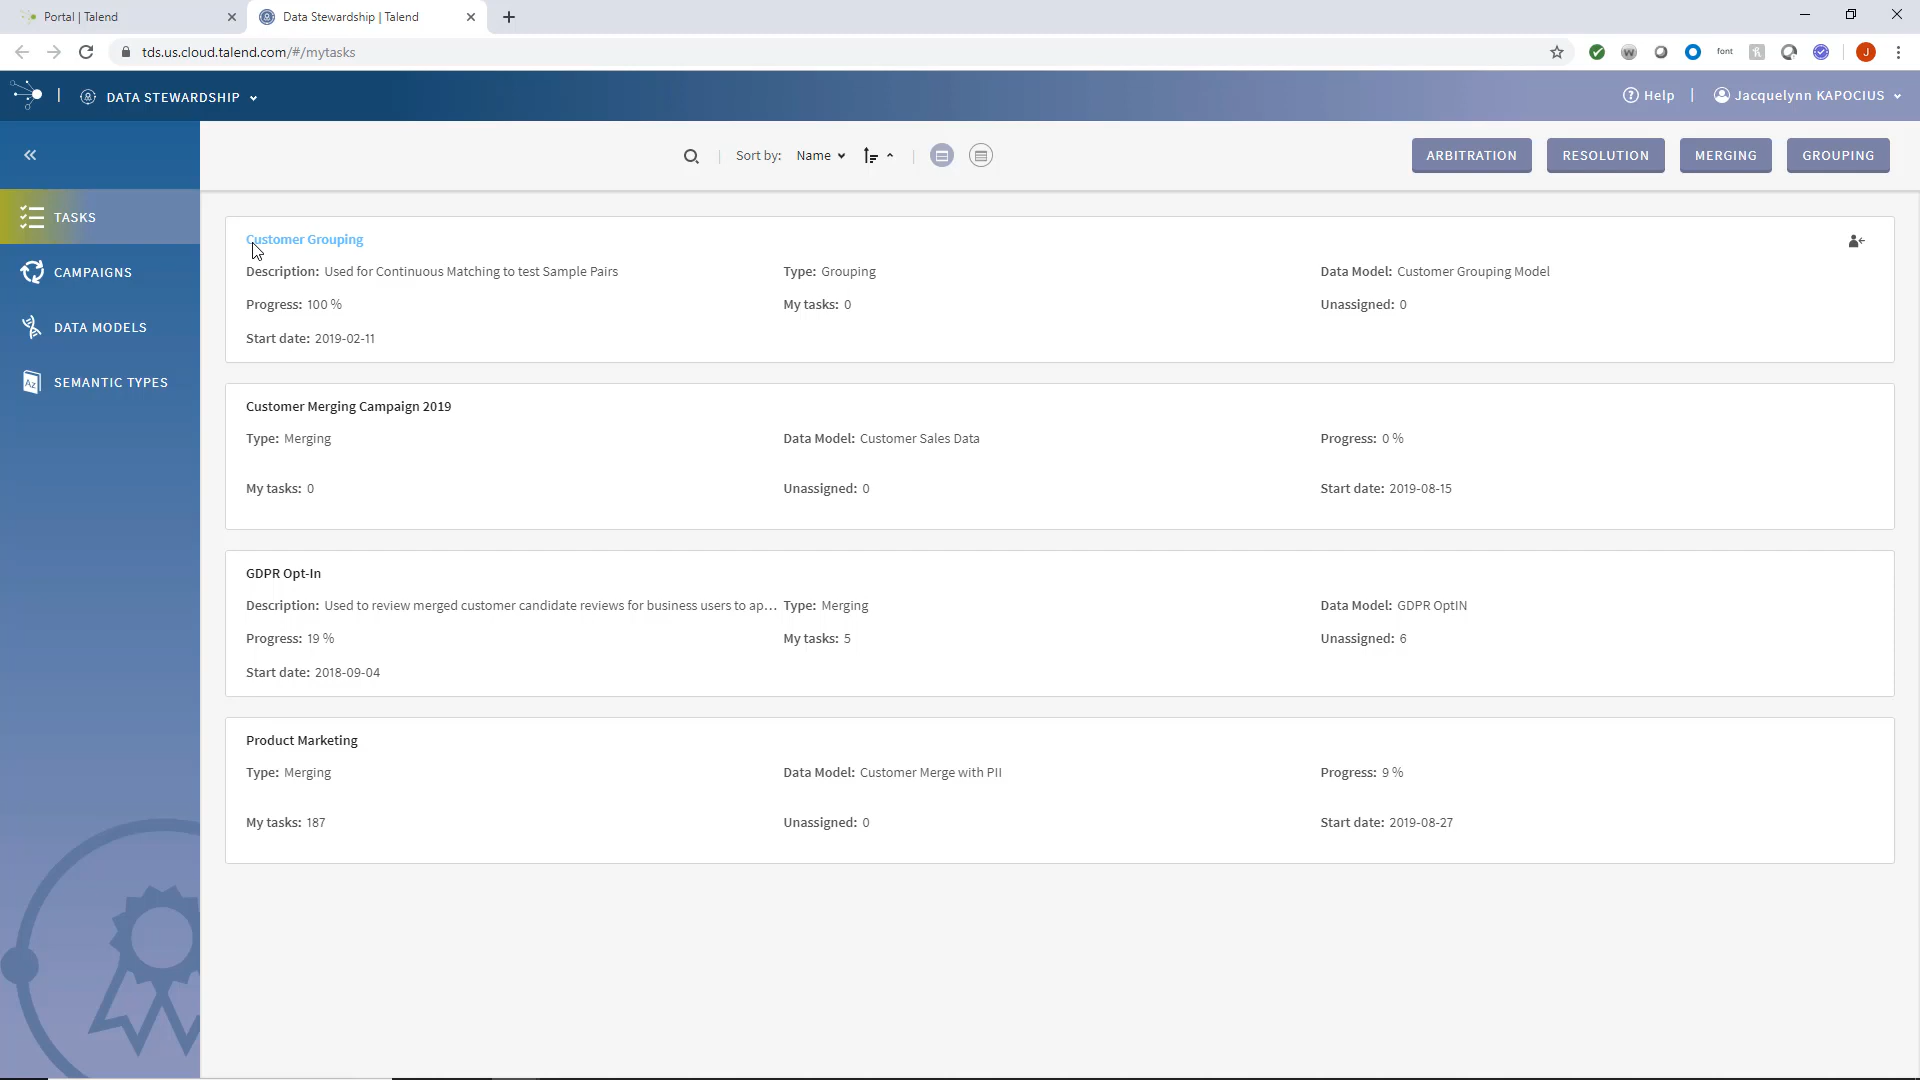 Portal | Talend
Data Stewardship | Talend
tds.us.cloud.talend.com/#/mytasks
font
J
DATA STEWARDSHIP
Help
Jacquelynn KAPOCIUS
Sort by: Name
ARBITRATION
RESOLUTION
MERGING
GROUPING
TASKS
CAMPAIGNS
DATA MODELS
AZ
SEMANTIC TYPES
Customer Grouping
Description: Used for Continuous Matching to test Sample Pairs
Type: Grouping
Data Model: Customer Grouping Model
Progress: 100 %
My tasks: 0
Unassigned: 0
Start date: 2019-02-11
Customer Merging Campaign 2019
Type: Merging
Data Model: Customer Sales Data
Progress: 0 %
My tasks: 0
Unassigned: 0
Start date: 2019-08-15
GDPR Opt-In
Description: Used to review merged customer candidate reviews for business users to ap...
Type: Merging
Data Model: GDPR OptIN
Progress: 19 %
My tasks: 5
Unassigned: 6
Start date: 2018-09-04
Product Marketing
Type: Merging
Data Model: Customer Merge with PII
Progress: 9 %
My tasks: 187
Unassigned: 0
Start date: 2019-08-27